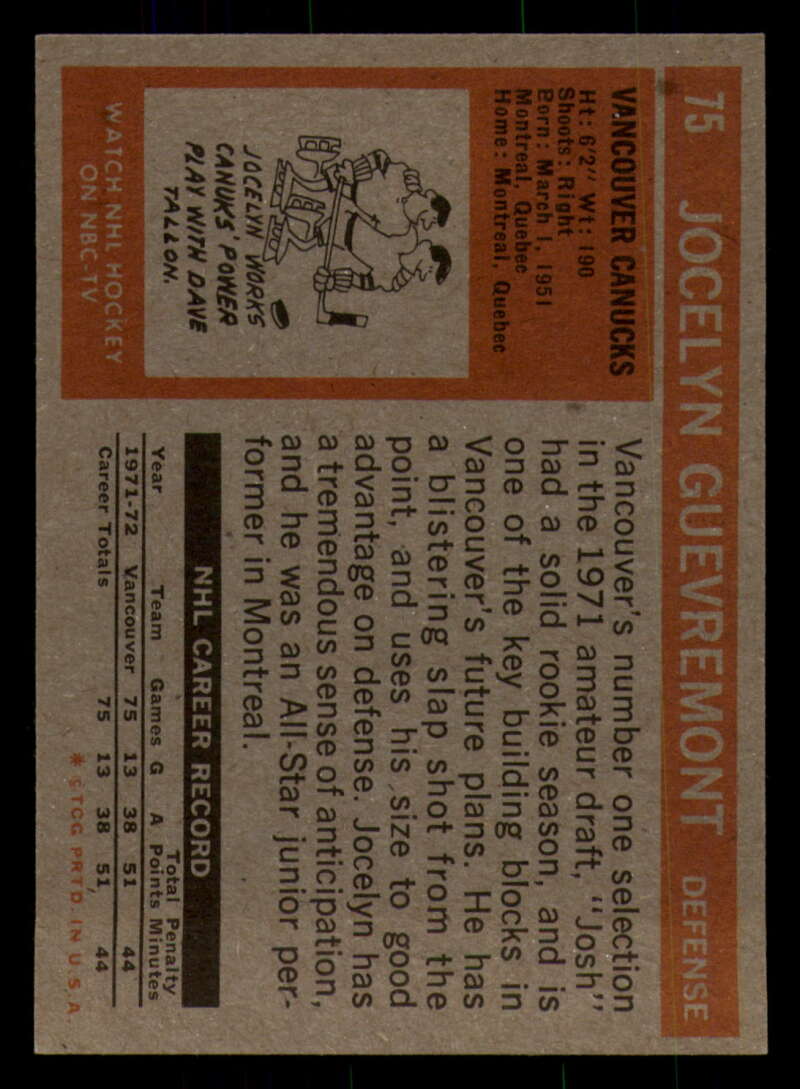 75 JOCELYN GUEVREMONT DEFENSE
VANCOUVER CANUCKS
Ht: 6'2" Wt: 190
Shoots: Right
Born: March 1, 1951
Montreal, Quebec
Home: Montreal, Quebec
JOCELYN WORKS
CANUKS' POWER
PLAY WITH DAVE
TALLON.
WATCH NHL HOCKEY
ON NBC-TV
Vancouver's number one selection
in the 1971 amateur draft, "Josh"
had a solid rookie season, and is
one of the key building blocks in
Vancouver's future plans. He has
a blistering slap shot from the
point, and uses his size to good
advantage on defense. Jocelyn has
a tremendous sense of anticipation,
and he was an All-Star junior per-
former in Montreal.
NHL CAREER RECORD
Total Penalty
Year Team Games G A Points Minutes
1971-72 Vancouver 75 13 38 51 44
Career Totals 75 13 38 51 44
* © TCG PRTD. IN U.S.A.